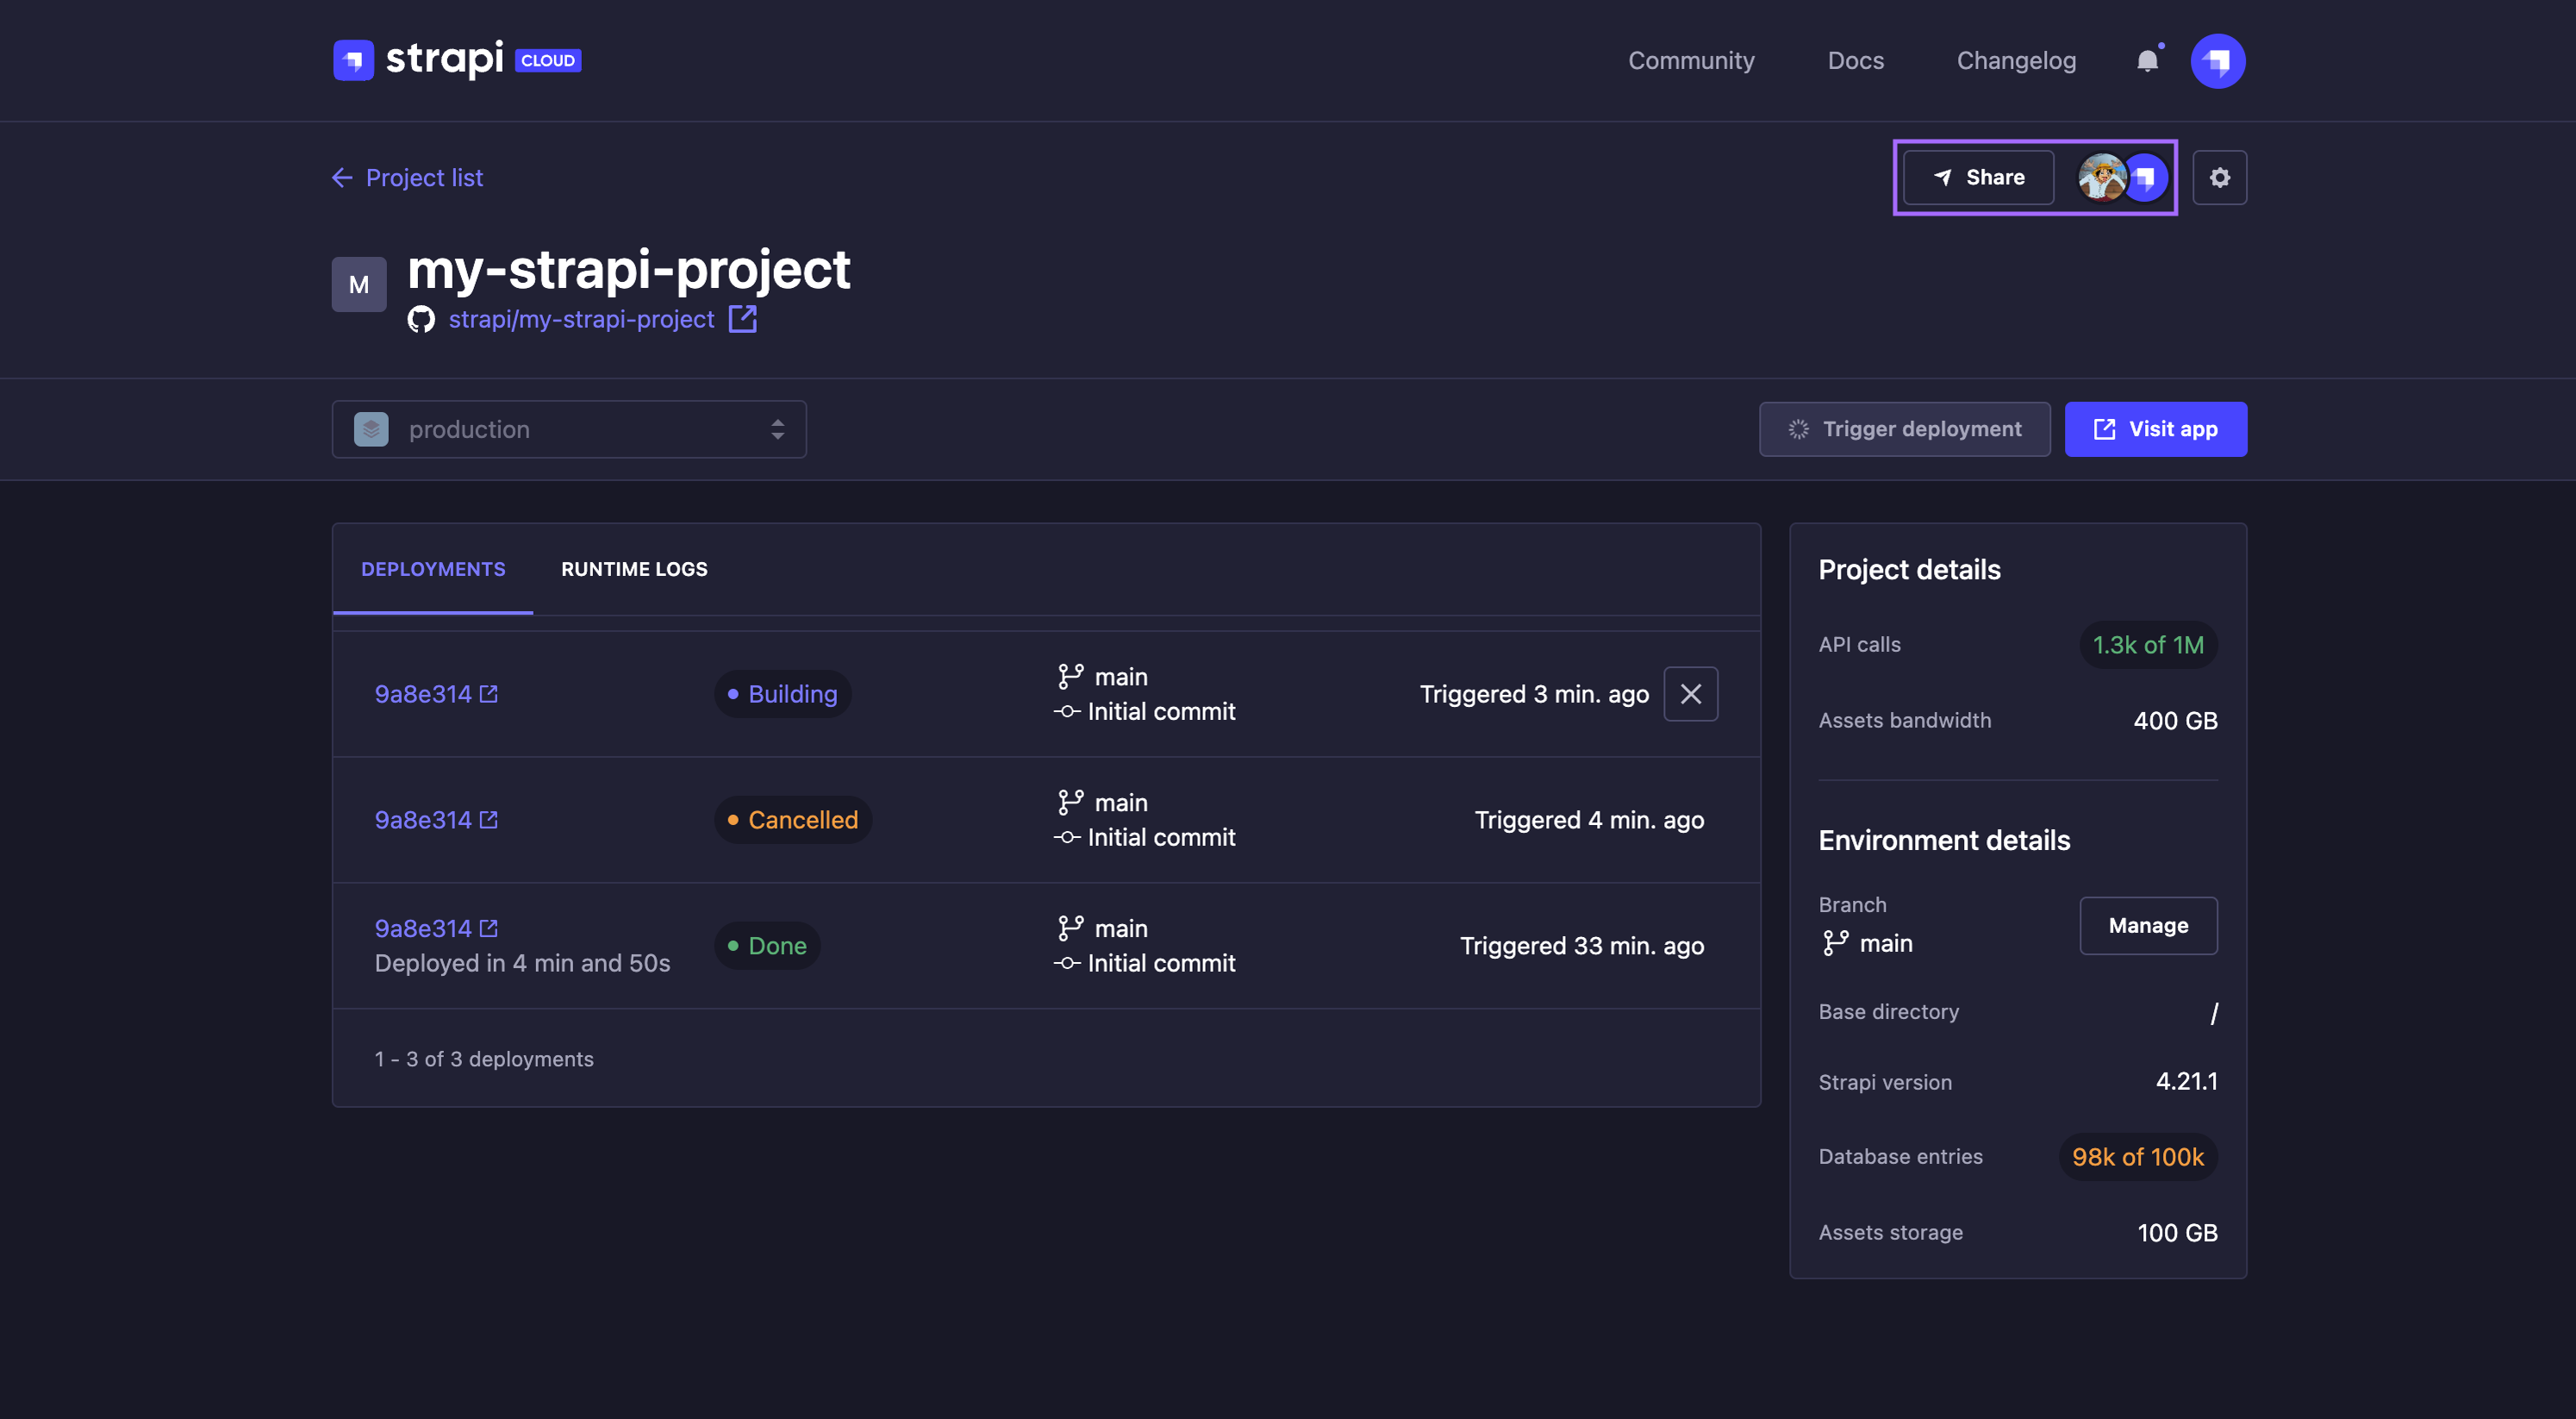 strapi CLOUD
Community Docs Changelog
Project list
Share
M
my-strapi-project
strapi/my-strapi-project
production
Trigger deployment
Visit app
DEPLOYMENTS RUNTIME LOGS
9a8e314
Building
main
Initial commit
Triggered 3 min. ago
9a8e314
Cancelled
main
Initial commit
Triggered 4 min. ago
9a8e314
Deployed in 4 min and 50s
Done
main
Initial commit
Triggered 33 min. ago
1 - 3 of 3 deployments
Project details
API calls 1.3k of 1M
Assets bandwidth 400 GB
Environment details
Branch
main
Manage
Base directory /
Strapi version 4.21.1
Database entries 98k of 100k
Assets storage 100 GB